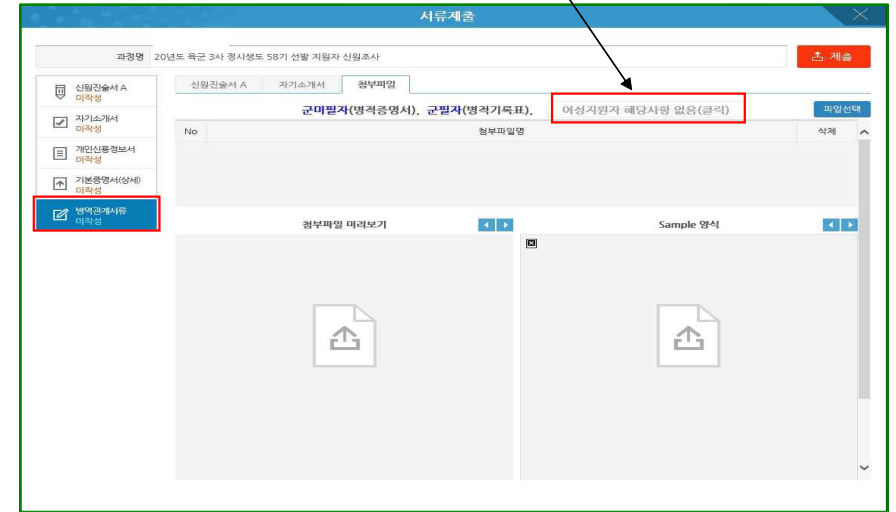 서류제출
과정명 20년도 육군 3사 정시생도 58기 선발 지원자 신원조사
제출
신원진술서 A
미작성
자기소개서
미작성
개인신용정보서
미작성
기본증명서(상세)
미작성
병역관계서류
미작성
신원진술서 A 자기소개서 첨부파일
군미필자(병적증명서), 군필자(병적기록표), 여성지원자 해당사항 없음(클릭) 파일선택
No 첨부파일명 삭제
첨부파일 미리보기 Sample 양식